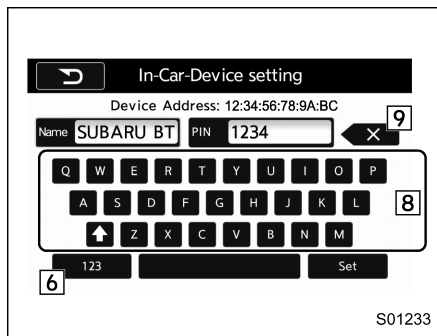 In-Car-Device setting
Device Address: 12:34:56:78:9A:BC
Name SUBARU BT PIN 1234 9
Q W E R T Y U I O P
A S D F G H J K L 8
Z X C V B N M
6 123 Set
S01233